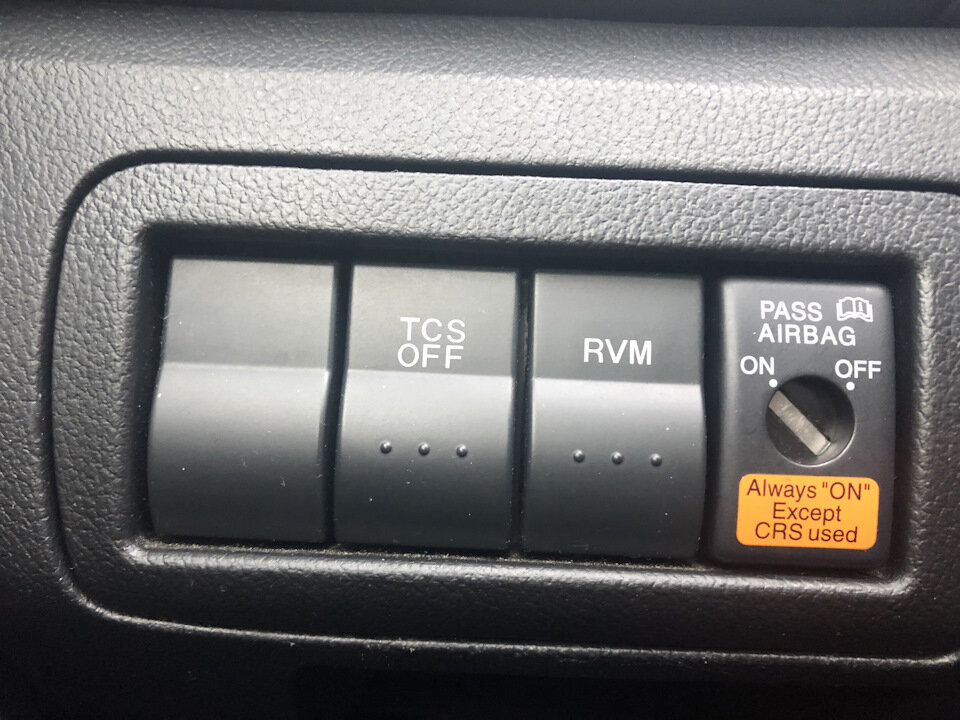 TCS
OFF
RVM
PASS
AIRBAG
ON OFF
Always "ON"
Except
CRS used